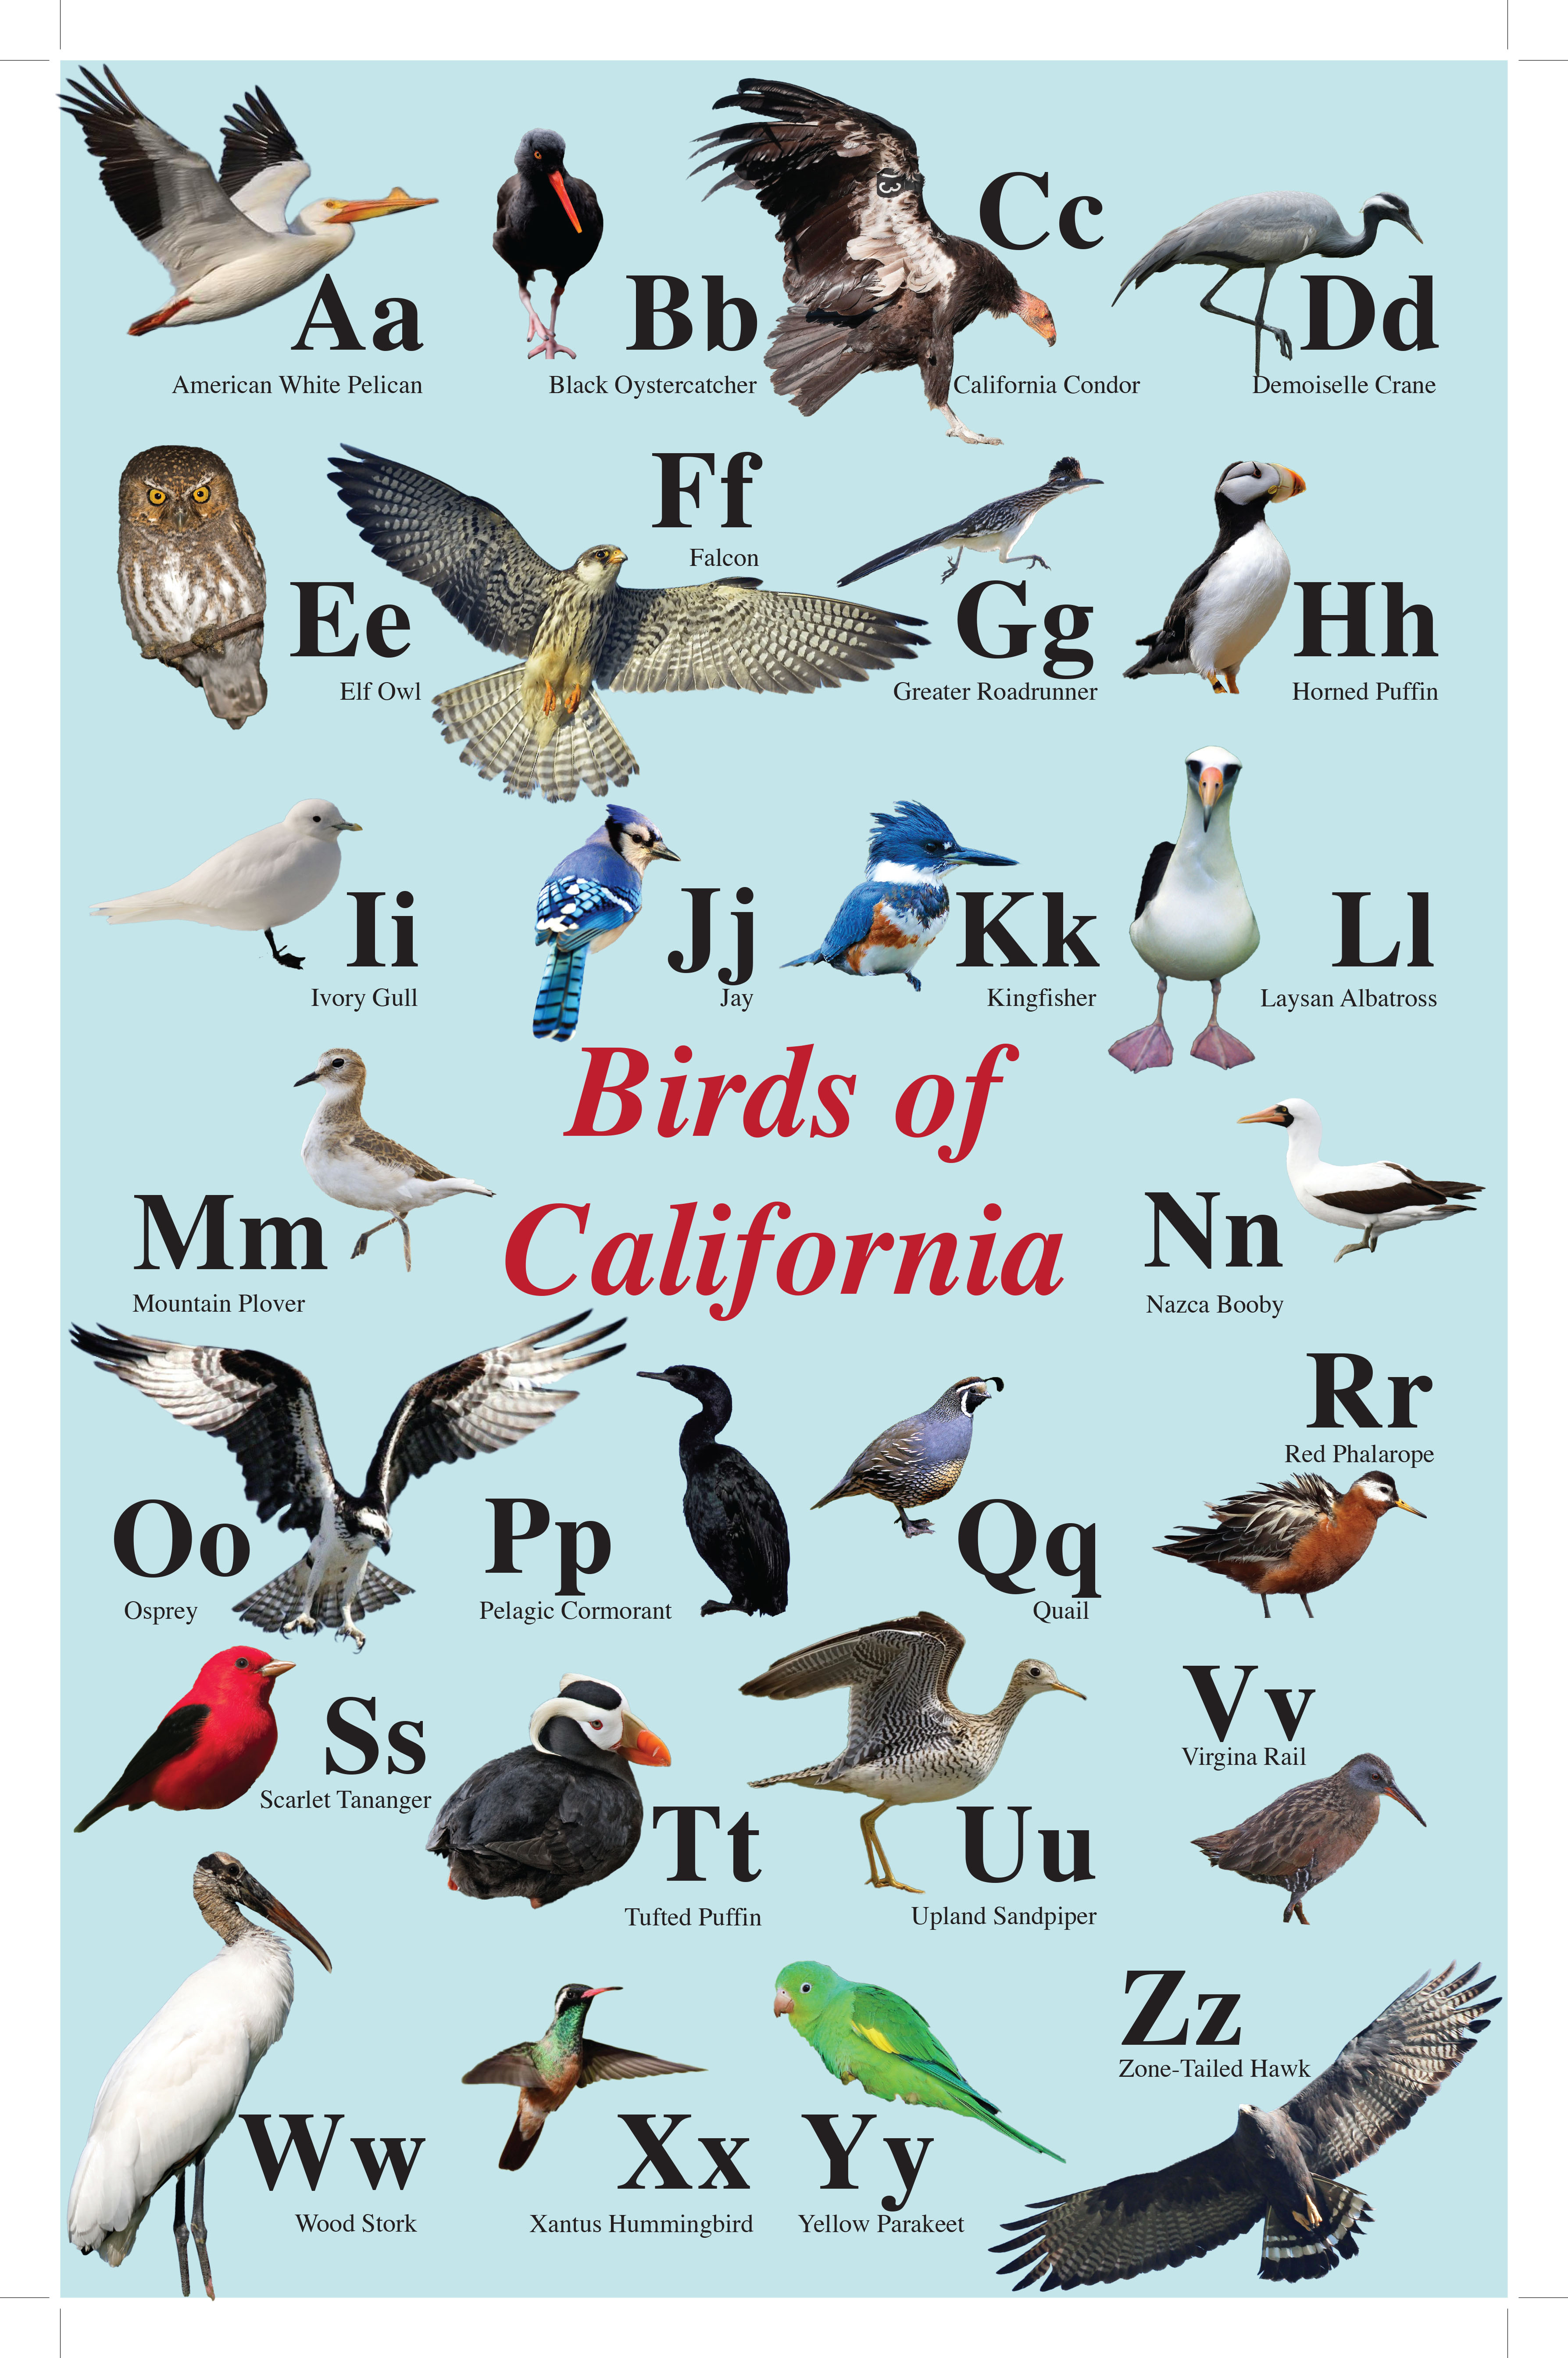 Aa
American White Pelican
Bb
Black Oystercatcher
Cc
California Condor
Dd
Demoiselle Crane
Ee
Elf Owl
Ff
Falcon
Gg
Greater Roadrunner
Hh
Horned Puffin
Ii
Ivory Gull
Jj
Jay
Kk
Kingfisher
Ll
Laysan Albatross
Birds of
California
Mm
Mountain Plover
Nn
Nazca Booby
Oo
Osprey
Pp
Pelagic Cormorant
Qq
Quail
Rr
Red Phalarope
Ss
Scarlet Tananger
Tt
Tufted Puffin
Uu
Upland Sandpiper
Vv
Virgina Rail
Ww
Wood Stork
Xx
Xantus Hummingbird
Yy
Yellow Parakeet
Zz
Zone-Tailed Hawk